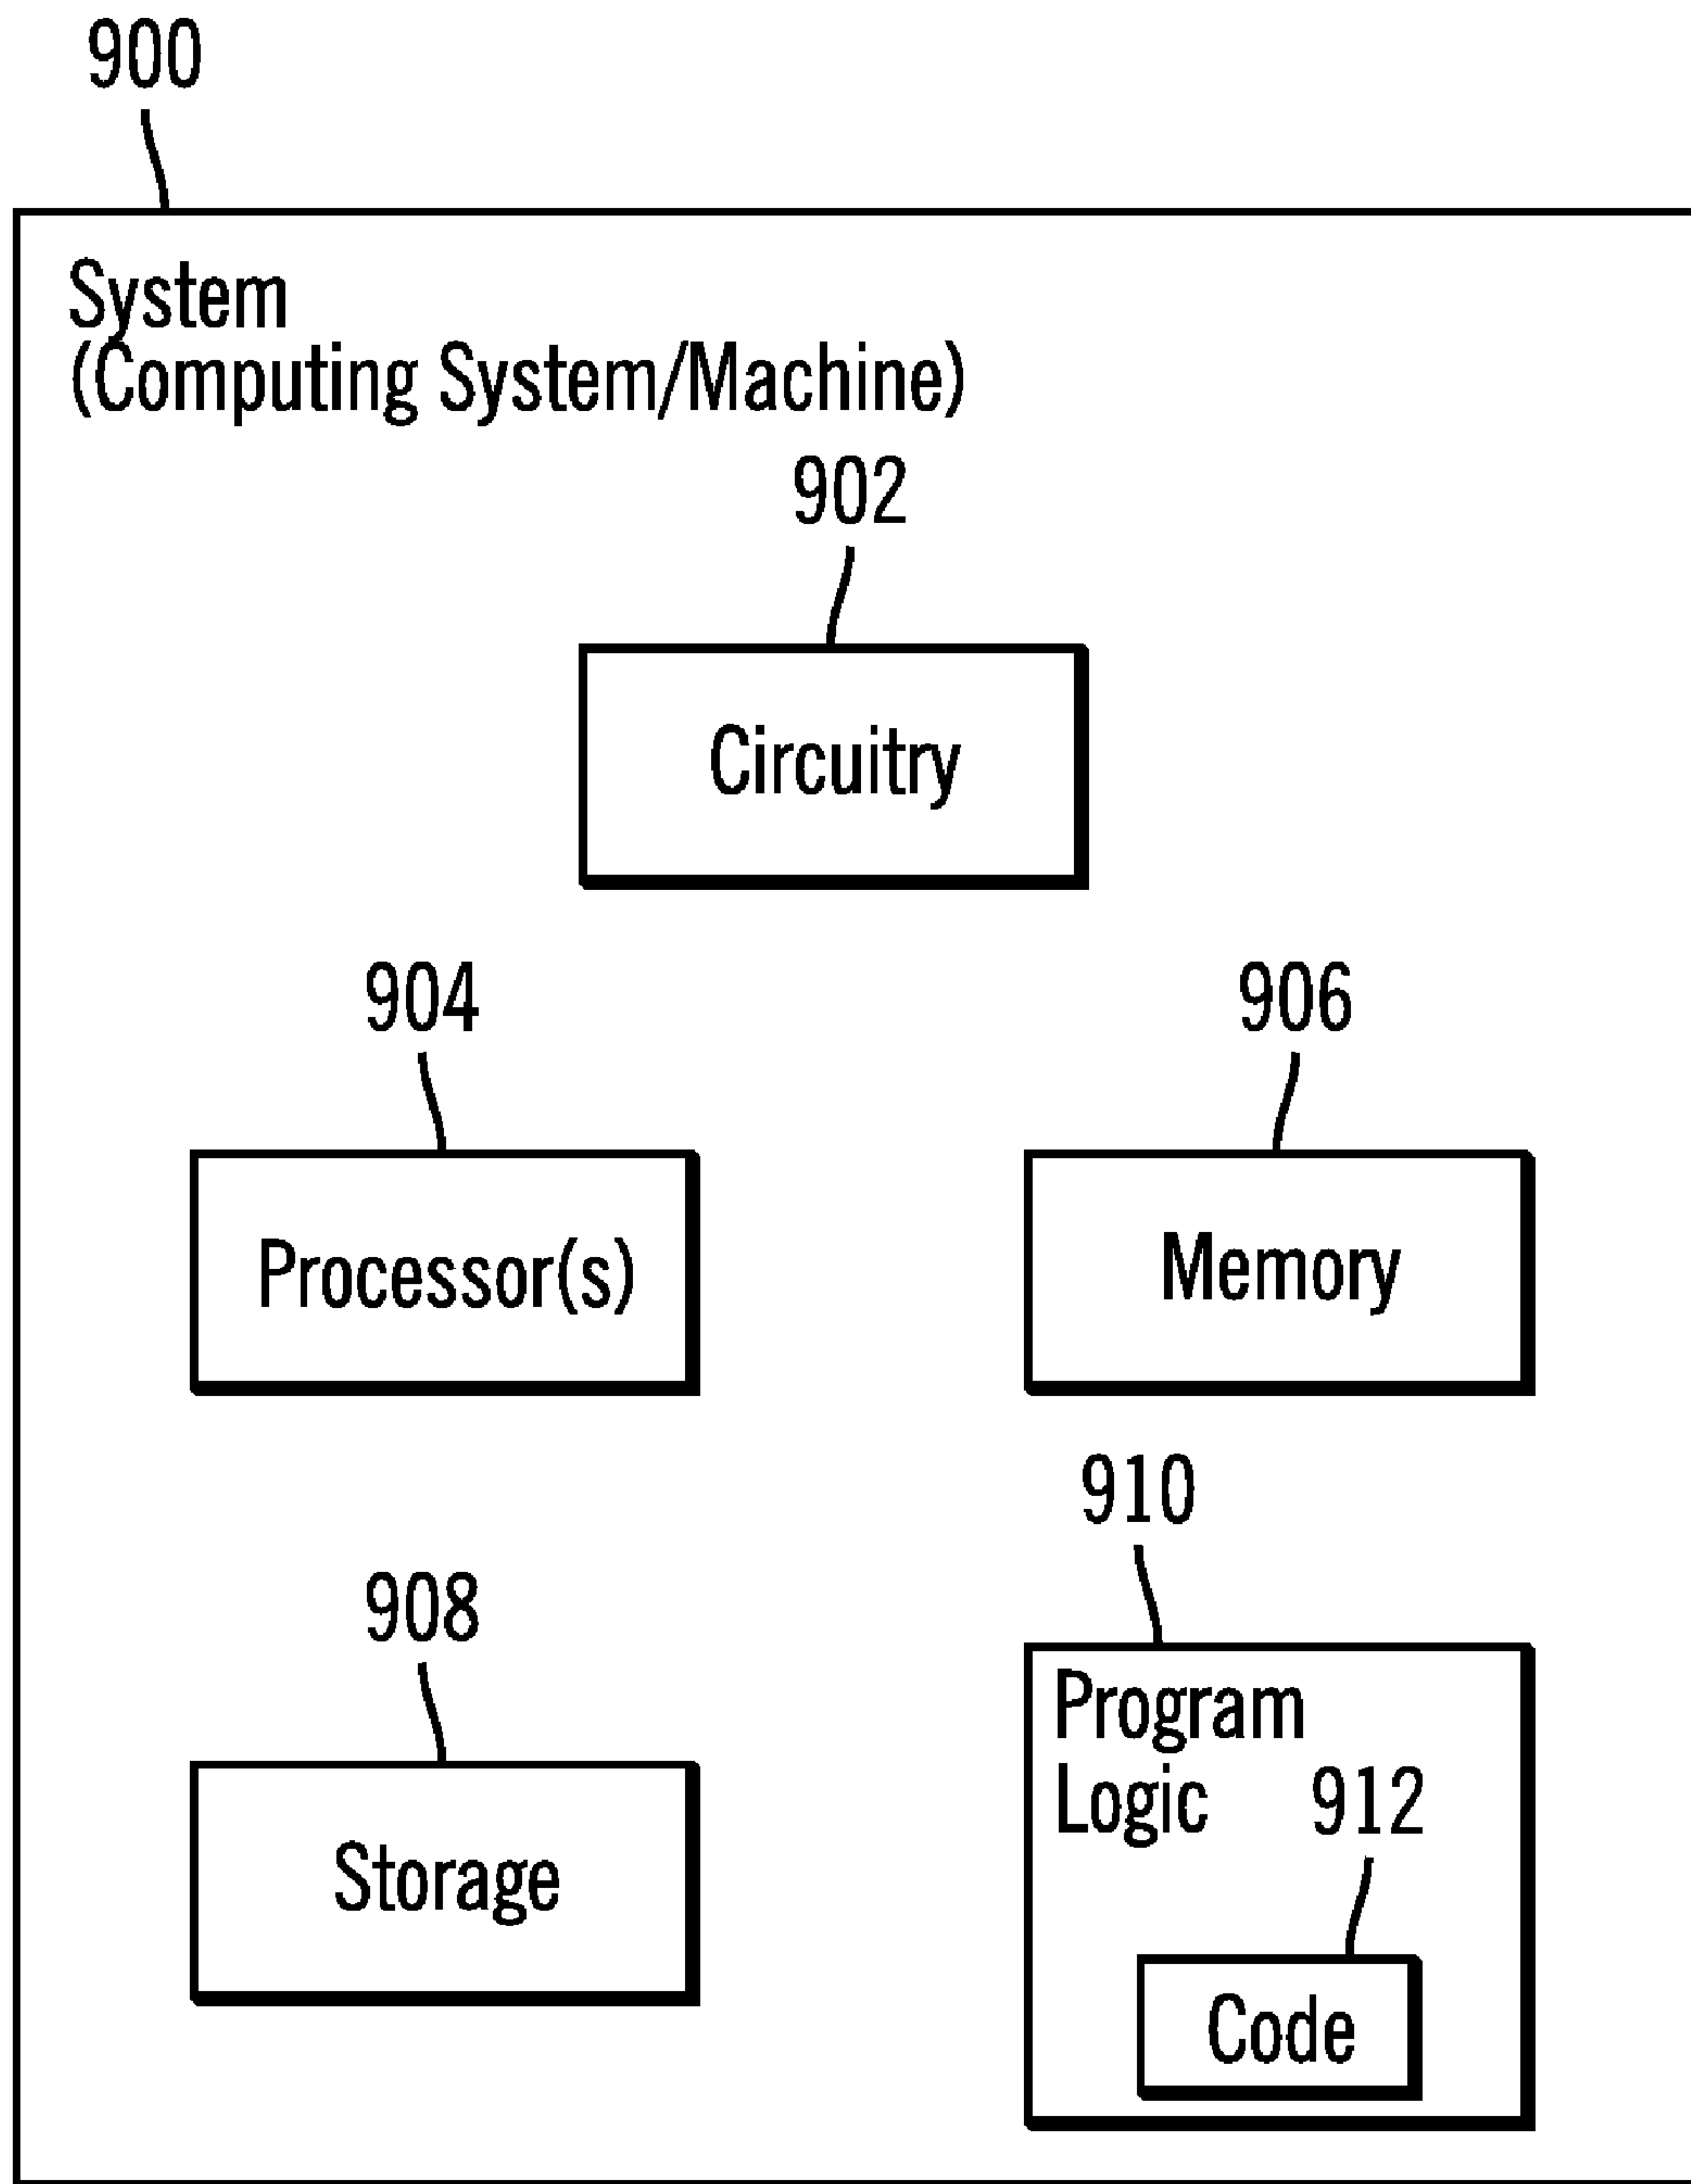 900
System
(Computing System/Machine)
902
Circuitry
904
906
Processor(s)
Memory
910
908
Program
Logic
912
Storage
Code